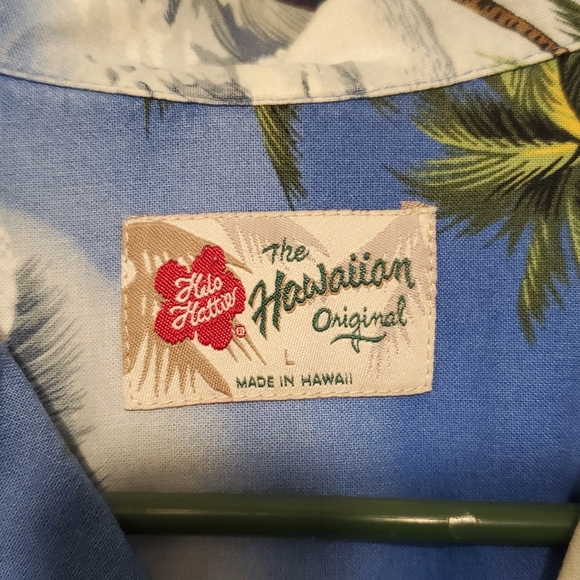 Hilo
Hattie
®
The
Hawaiian
Original
L
MADE IN HAWAII